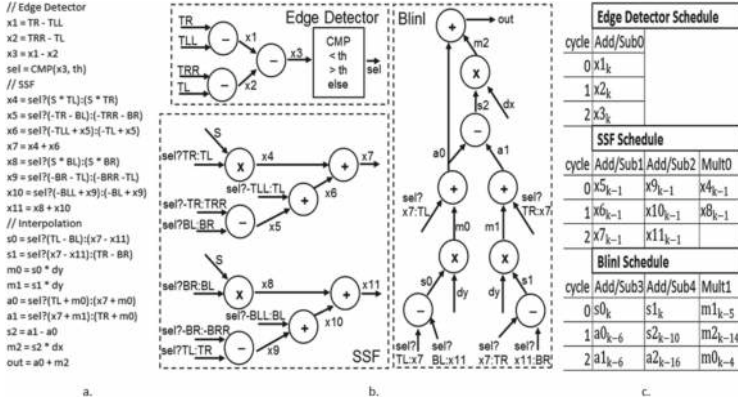 // Edge Detector
x1 = TR - TLL
x2 = TRR - TL
x3 = x1 - x2
sel = CMP(x3, th)
// SSF
x4 = sel?(S * TL):(S * TR)
x5 = sel?(-TR - BL):(-TRR - BR)
x6 = sel?(-TLL + x5):(-TL + x5)
x7 = x4 + x6
x8 = sel?(S * BL):(S * BR)
x9 = sel?(-BR - TL):(-BRR -TL)
x10 = sel?(-BLL + x9):(-BL + x9)
x11 = x8 + x10
// Interpolation
s0 = sel?(TL - BL):(x7 - x11)
s1 = sel?(x7 - x11):(TR - BR)
m0 = s0 * dy
m1 = s1 * dy
a0 = sel?(TL + m0):(x7 + m0)
a1 = sel?(x7 + m1):(TR + m0)
s2 = a1 - a0
m2 = s2 * dx
out = a0 + m2
a.
Edge Detector
TR
TLL
−
x1
TRR
TL
−
x2
−
x3
CMP
< th
> th
else
sel
S
sel?TR:TL
x
x4
+
x7
sel?-TLL:TL
+
x6
sel?-TR:TRR
sel?BL:BR
−
x5
S
sel?BR:BL
x
x8
+
x11
sel?-BLL:BL
+
x10
sel?-BR:-BRR
sel?TL:TR
−
x9
SSF
b.
BlinI
+
out
m2
x
s2
dx
−
a0
a1
+
+
sel?
x7:TL
m0
m1
sel?
TR:x7
x
x
s0
dy
dy
s1
−
−
sel?
TL:x7
sel?
BL:x11
sel?
x7:TR
sel?
x11:BR
Edge Detector Schedule
cycle Add/Sub0
0 x1k
1 x2k
2 x3k
SSF Schedule
cycle Add/Sub1 Add/Sub2 Mult0
0 x5k−1 x9k−1 x4k−1
1 x6k−1 x10k−1 x8k−1
2 x7k−1 x11k−1
BlinI Schedule
cycle Add/Sub3 Add/Sub4 Mult1
0 s0k s1k m1k−5
1 a0k−6 s2k−10 m2k−14
2 a1k−6 a2k−16 m0k−4
c.